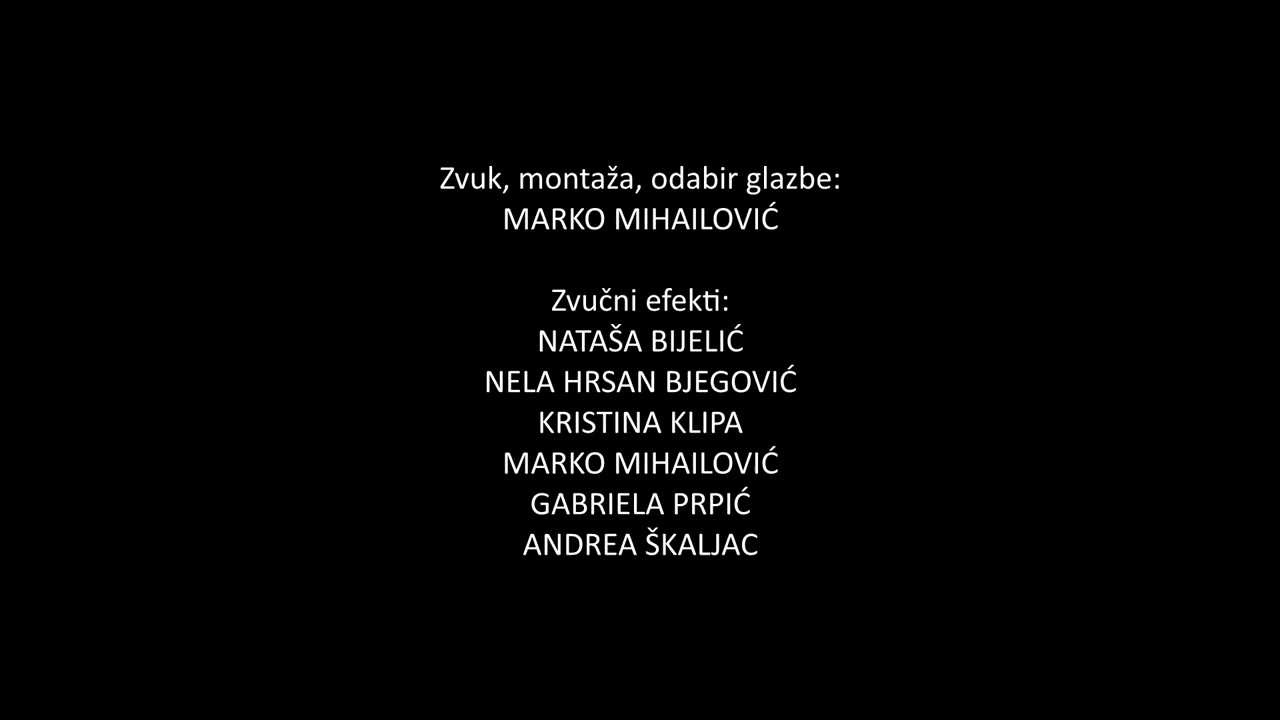 Zvuk, montaža, odabir glazbe:
MARKO MIHAILOVIĆ
Zvučni efekti:
NATAŠA BIJELIĆ
NELA HRSAN BJEGOVIĆ
KRISTINA KLIPA
MARKO MIHAILOVIĆ
GABRIELA PRPIĆ
ANDREA ŠKALJAC